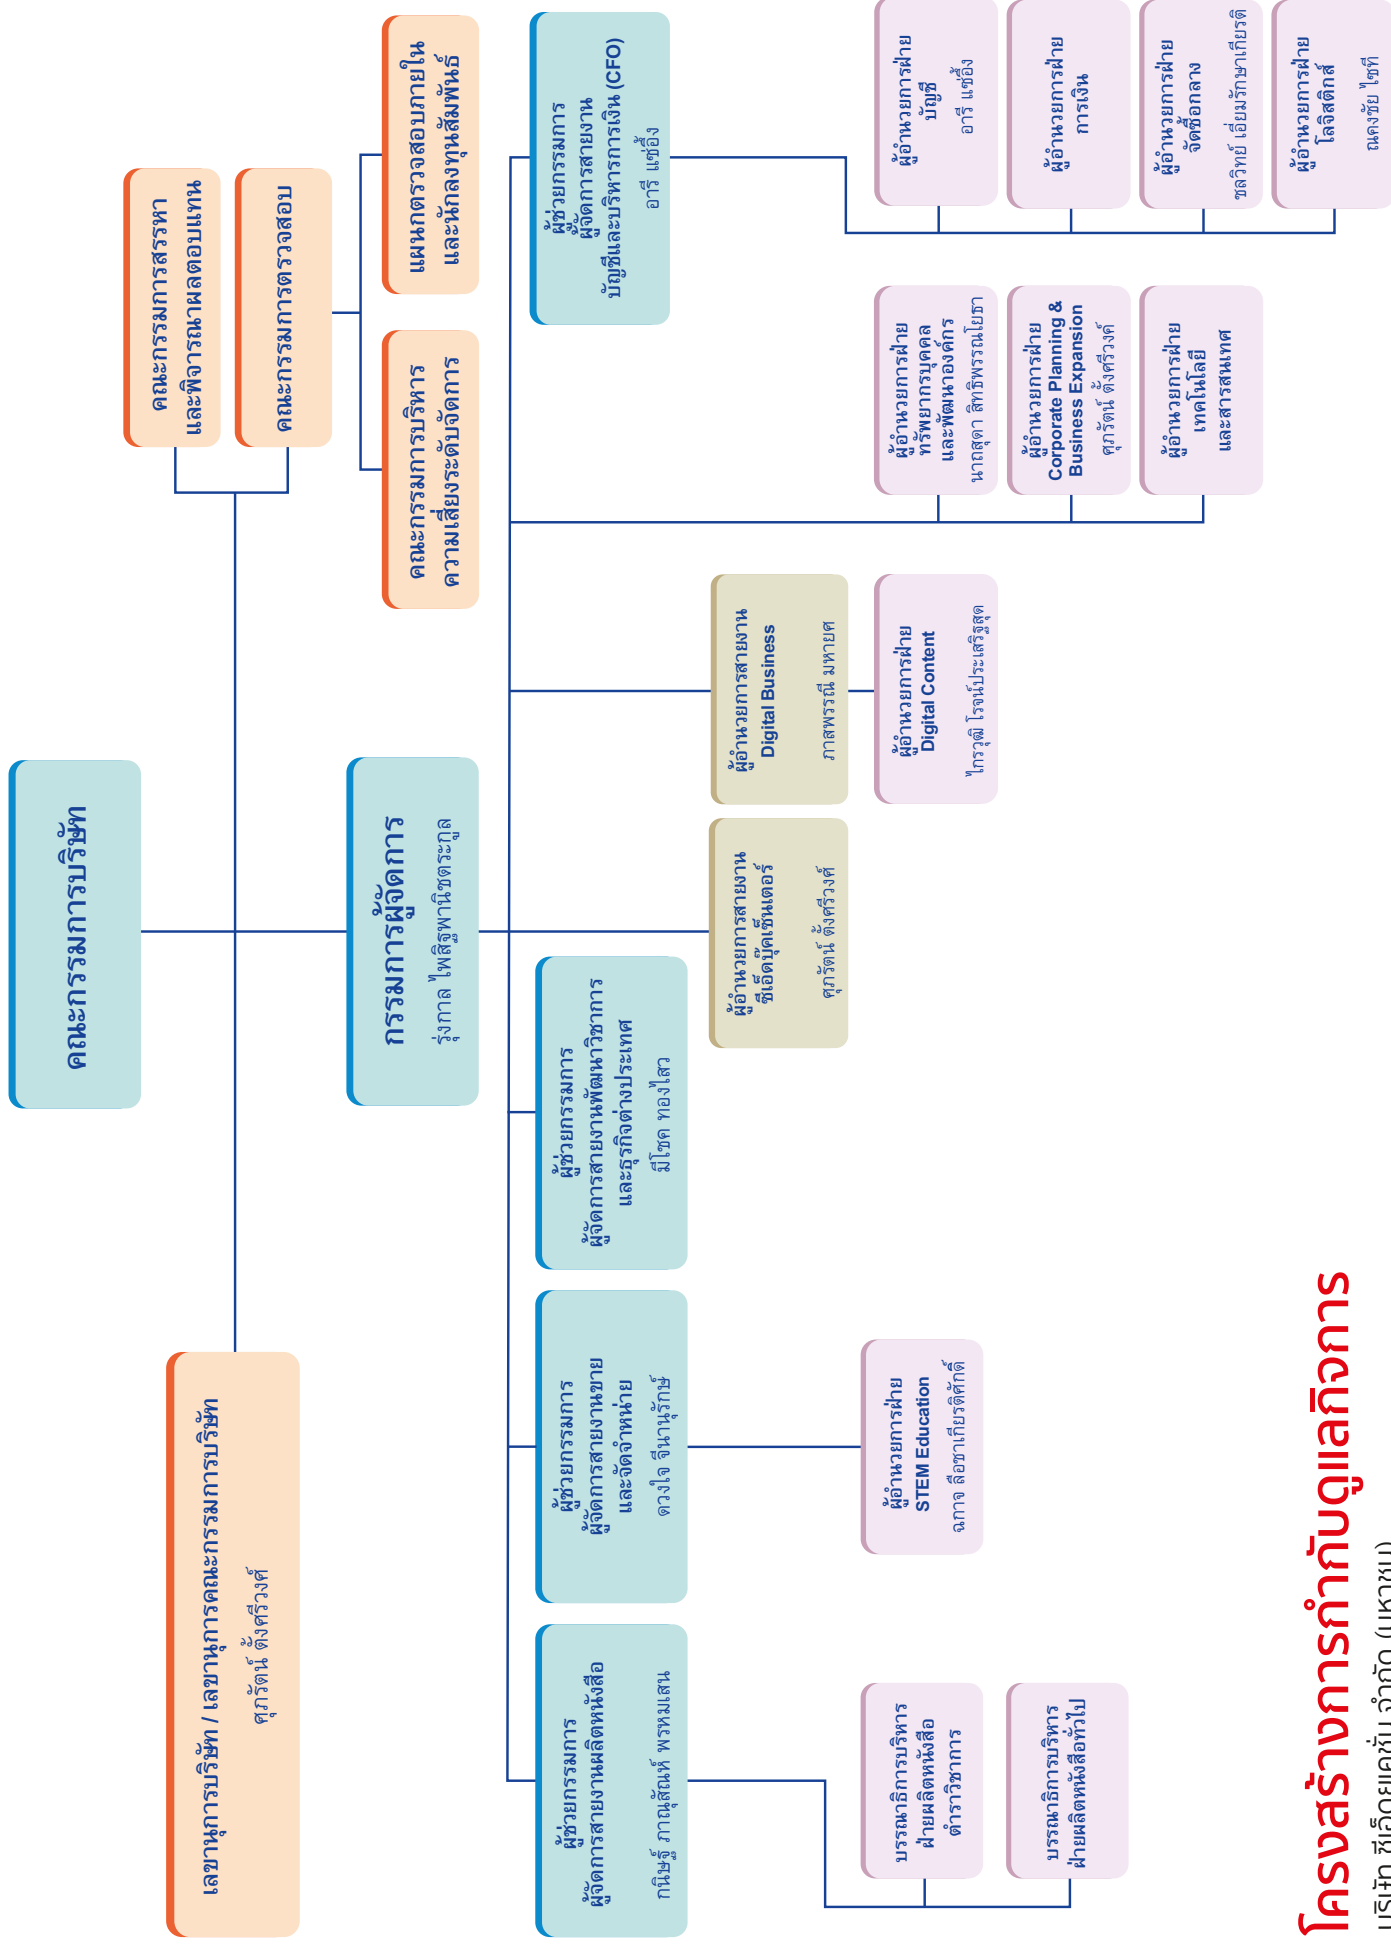 โครงสร้างการกำกับดูแลกิจการ
บริษัท ซีเอ็ดยูเคชั่น จำกัด (มหาชน)
คณะกรรมการบริษัท
เลขานุการบริษัท / เลขานุการคณะกรรมการบริษัท
ศุภรัตน์ ตั้งศรีวงศ์
คณะกรรมการสรรหา
และพิจารณาผลตอบแทน
คณะกรรมการตรวจสอบ
คณะกรรมการบริหาร
ความเสี่ยงระดับจัดการ
แผนกตรวจสอบภายใน
และนักลงทุนสัมพันธ์
กรรมการผู้จัดการ
รุ่งกาล ไพสิฐพานิชตระกูล
ผู้ช่วยกรรมการ
ผู้จัดการสายงานผลิตหนังสือ
กนิษฐ์ ภาณุสัณห์ พรหมเสน
ผู้ช่วยกรรมการ
ผู้จัดการสายงานขาย
และจัดจำหน่าย
ดวงใจ จีนานุรักษ์
ผู้ช่วยกรรมการ
ผู้จัดการสายงานพัฒนาวิชาการ
และธุรกิจต่างประเทศ
มีโชค ทองไสว
ผู้ช่วยกรรมการ
ผู้จัดการสายงาน
บัญชีและบริหารการเงิน (CFO)
อารี แซ่อึ้ง
ผู้อำนวยการสายงาน
ซีเอ็ดบุ๊คเซ็นเตอร์
ศุภรัตน์ ตั้งศรีวงศ์
ผู้อำนวยการสายงาน
Digital Business
ภาสพรรณี มหายศ
บรรณาธิการบริหาร
ฝ่ายผลิตหนังสือ
ตำราวิชาการ
บรรณาธิการบริหาร
ฝ่ายผลิตหนังสือทั่วไป
ผู้อำนวยการฝ่าย
STEM Education
ฉกาจ ลือชาเกียรติศักดิ์
ผู้อำนวยการฝ่าย
Digital Content
ไกรวุฒิ โรจน์ประเสริฐสุด
ผู้อำนวยการฝ่าย
ทรัพยากรบุคคล
และพัฒนาองค์กร
นาถสุดา สิทธิพรรณโยธา
ผู้อำนวยการฝ่าย
Corporate Planning &
Business Expansion
ศุภรัตน์ ตั้งศรีวงศ์
ผู้อำนวยการฝ่าย
เทคโนโลยี
และสารสนเทศ
ผู้อำนวยการฝ่าย
บัญชี
อารี แซ่อึ้ง
ผู้อำนวยการฝ่าย
การเงิน
ผู้อำนวยการฝ่าย
จัดซื้อกลาง
ชลวิทย์ เอี่ยมรักษาเกียรติ
ผู้อำนวยการฝ่าย
โลจิสติกส์
ณคงชัย ไซที